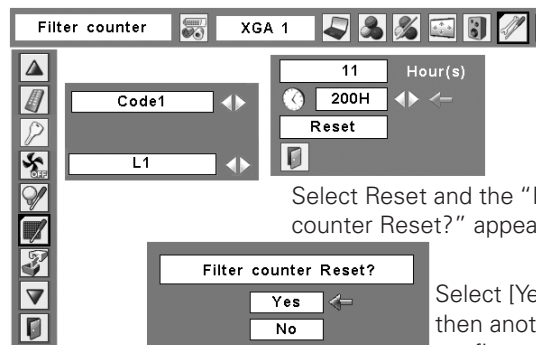 Filter counter XGA 1
11 Hour(s)
Code1
200H
Reset
L1
OFF
Select Reset and the “
counter Reset?” appea
Filter counter Reset?
Yes
No
Select [Ye
then anot